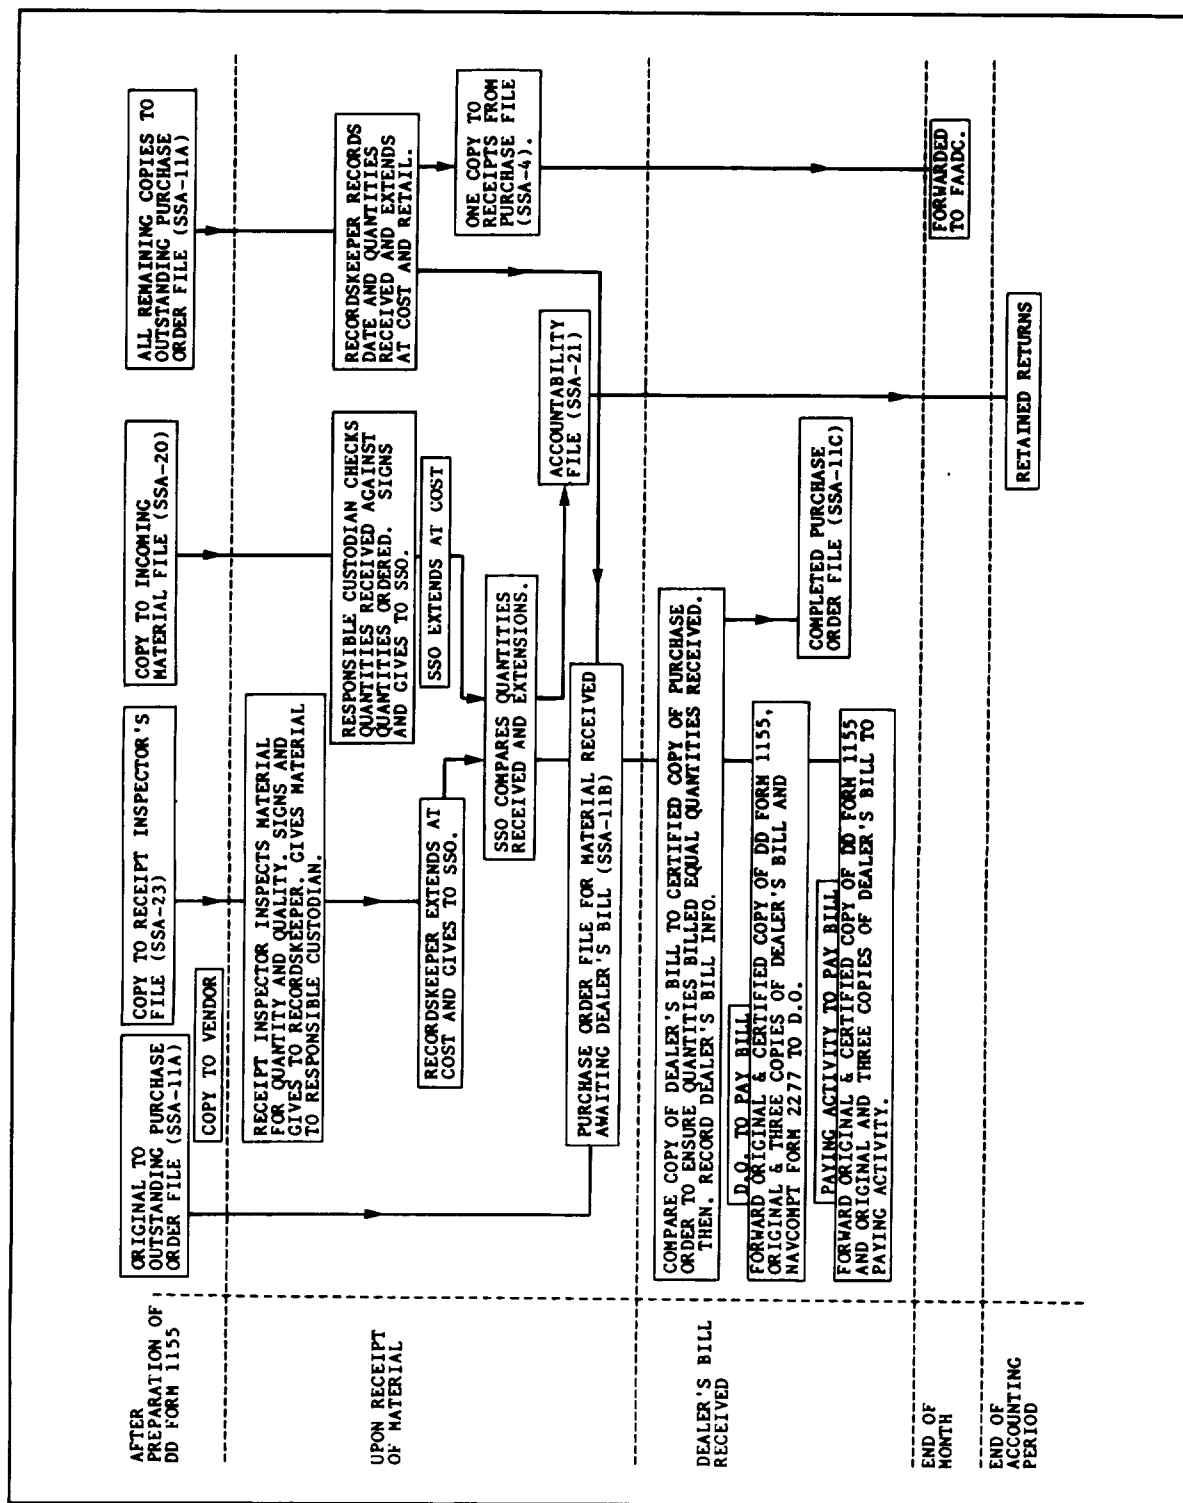 AFTER
PREPARATION OF
DD FORM 1155
ORIGINAL TO
OUTSTANDING PURCHASE
ORDER FILE (SSA-11A)
COPY TO VENDOR
COPY TO RECEIPT INSPECTOR'S
FILE (SSA-23)
COPY TO INCOMING
MATERIAL FILE (SSA-20)
ALL REMAINING COPIES TO
OUTSTANDING PURCHASE
ORDER FILE (SSA-11A)
UPON RECEIPT
OF MATERIAL
RECEIPT INSPECTOR INSPECTS MATERIAL
FOR QUANTITY AND QUALITY. SIGNS AND
GIVES TO RECORDSKEEPER. GIVES MATERIAL
TO RESPONSIBLE CUSTODIAN.
RESPONSIBLE CUSTODIAN CHECKS
QUANTITIES RECEIVED AGAINST
QUANTITIES ORDERED. SIGNS
AND GIVES TO SSO.
RECORDSKEEPER RECORDS
DATE AND QUANTITIES
RECEIVED AND EXTENDS
AT COST AND RETAIL.
RECORDSKEEPER EXTENDS AT
COST AND GIVES TO SSO.
SSO EXTENDS AT COST
ONE COPY TO
RECEIPTS FROM
PURCHASE FILE
(SSA-4).
SSO COMPARES QUANTITIES
RECEIVED AND EXTENSIONS.
ACCOUNTABILITY
FILE (SSA-21)
PURCHASE ORDER FILE FOR MATERIAL RECEIVED
AWAITING DEALER'S BILL (SSA-11B)
DEALER'S BILL
RECEIVED
COMPARE COPY OF DEALER'S BILL TO CERTIFIED COPY OF PURCHASE
ORDER TO ENSURE QUANTITIES BILLED EQUAL QUANTITIES RECEIVED.
THEN. RECORD DEALER'S BILL INFO.
D.O. TO PAY BILL
FORWARD ORIGINAL & CERTIFIED COPY OF DD FORM 1155,
ORIGINAL & THREE COPIES OF DEALER'S BILL AND
NAVCOMPT FORM 2277 TO D.O.
COMPLETED PURCHASE
ORDER FILE (SSA-11C)
PAYING ACTIVITY TO PAY BILL
FORWARD ORIGINAL & CERTIFIED COPY OF DD FORM 1155
AND ORIGINAL AND THREE COPIES OF DEALER'S BILL TO
PAYING ACTIVITY.
END OF
MONTH
FORWARDED
TO FAADC.
END OF
ACCOUNTING
PERIOD
RETAINED RETURNS